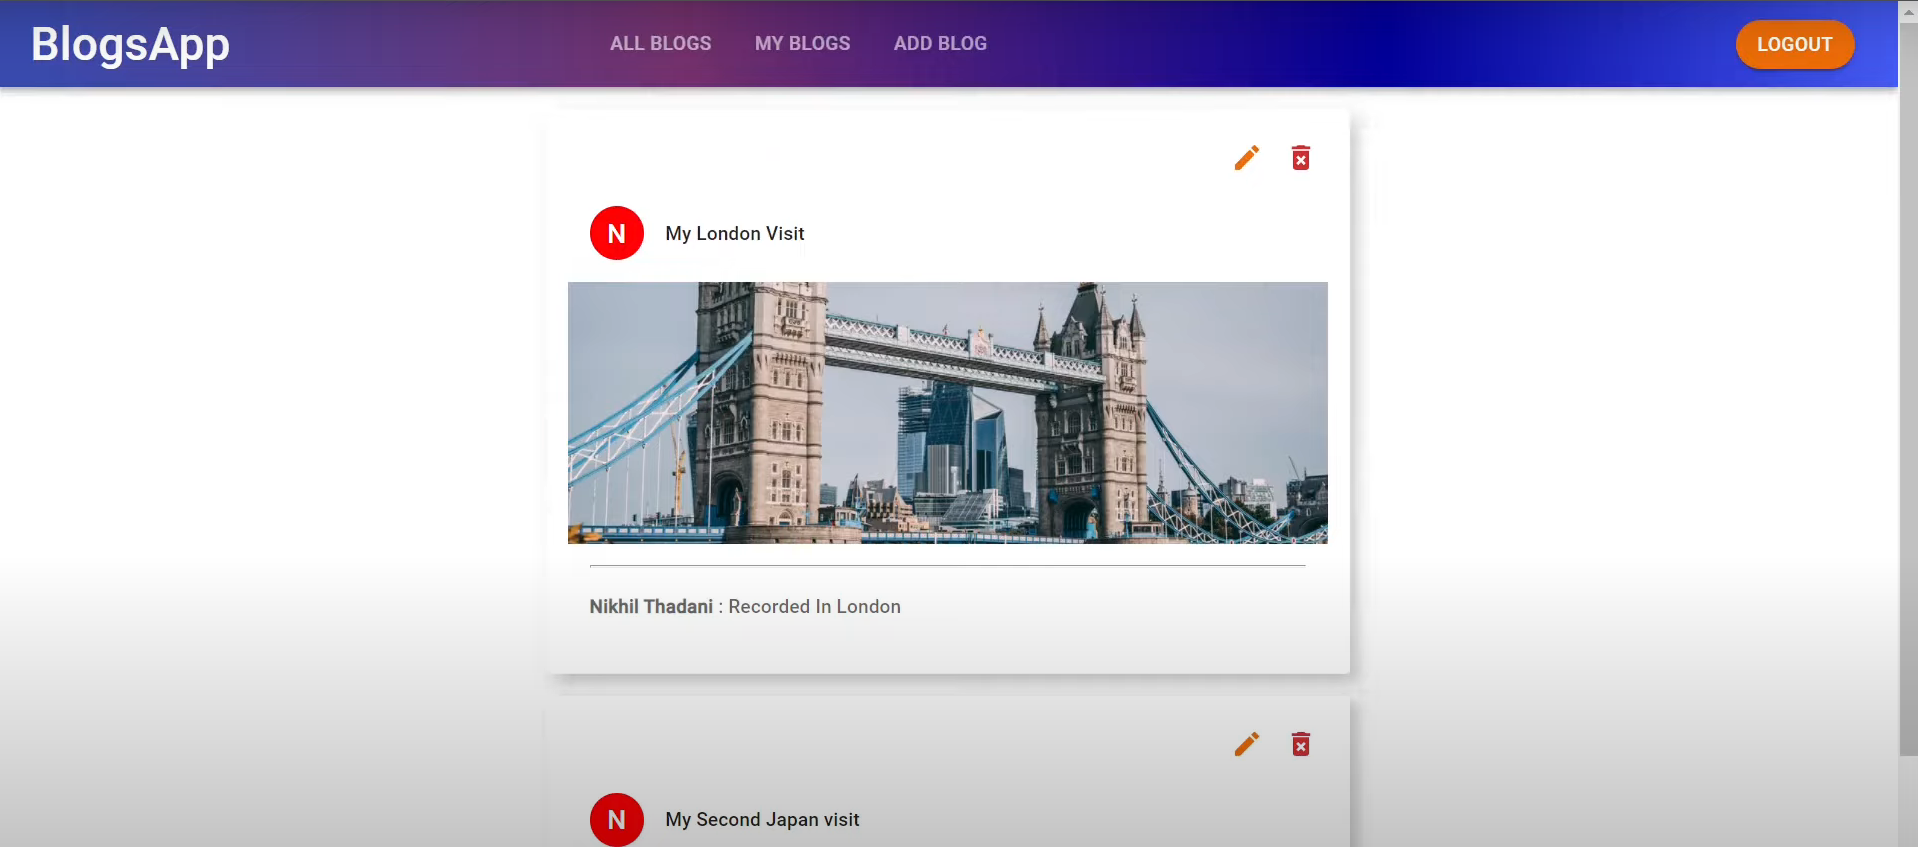 BlogsApp
ALL BLOGS MY BLOGS ADD BLOG
LOGOUT
N
My London Visit
Nikhil Thadani : Recorded In London
N
My Second Japan visit